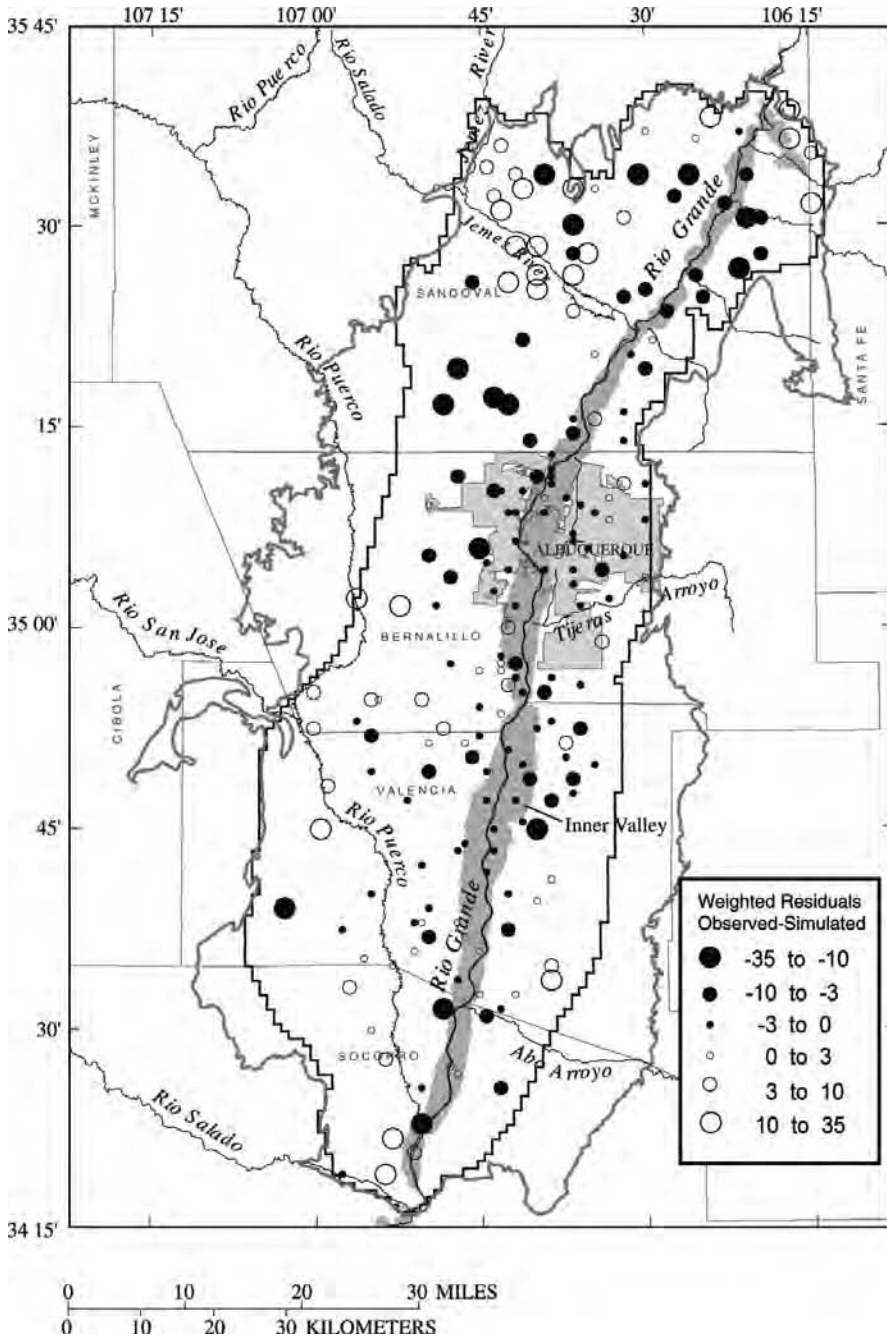 107 15'
107 00'
45'
30'
106 15'
35 45'
30'
15'
35 00'
45'
30'
34 15'
Rio Puerco
Rio Salado
River
Jemez
MCKINLEY
Rio Grande
Jemez River
SANDOVAL
SANTA FE
Rio Puerco
ALBUQUERQUE
Rio San Jose
BERNALILLO
Tijeras
Arroyo
CIBOLA
VALENCIA
Inner Valley
Rio Puerco
Rio Grande
SOCORRO
Abo
Arroyo
Rio Salado
Weighted Residuals
Observed-Simulated
-35 to -10
-10 to -3
-3 to 0
0 to 3
3 to 10
10 to 35
0 10 20 30 MILES
0 10 20 30 KILOMETERS